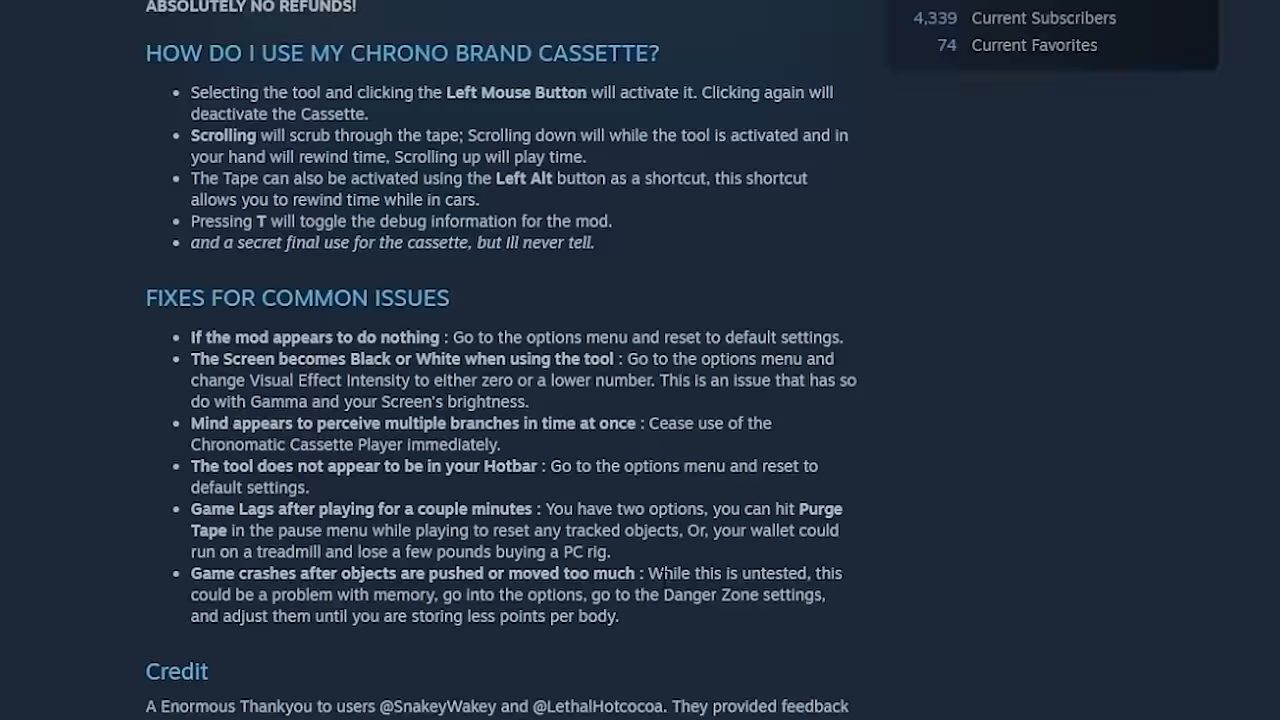 ABSOLUTELY NO REFUNDS!
4,339 Current Subscribers
74 Current Favorites
HOW DO I USE MY CHRONO BRAND CASSETTE?
Selecting the tool and clicking the Left Mouse Button will activate it. Clicking again will
deactivate the Cassette.
Scrolling will scrub through the tape; Scrolling down will while the tool is activated and in
your hand will rewind time, Scrolling up will play time.
The Tape can also be activated using the Left Alt button as a shortcut, this shortcut
allows you to rewind time while in cars.
Pressing T will toggle the debug information for the mod.
and a secret final use for the cassette, but Ill never tell.
FIXES FOR COMMON ISSUES
If the mod appears to do nothing : Go to the options menu and reset to default settings.
The Screen becomes Black or White when using the tool : Go to the options menu and
change Visual Effect Intensity to either zero or a lower number. This is an issue that has so
do with Gamma and your Screen's brightness.
Mind appears to perceive multiple branches in time at once : Cease use of the
Chronomatic Cassette Player immediately.
The tool does not appear to be in your Hotbar : Go to the options menu and reset to
default settings.
Game Lags after playing for a couple minutes : You have two options, you can hit Purge
Tape in the pause menu while playing to reset any tracked objects, Or, your wallet could
run on a treadmill and lose a few pounds buying a PC rig.
Game crashes after objects are pushed or moved too much : While this is untested, this
could be a problem with memory, go into the options, go to the Danger Zone settings,
and adjust them until you are storing less points per body.
Credit
A Enormous Thankyou to users @SnakeyWakey and @LethalHotcocoa. They provided feedback